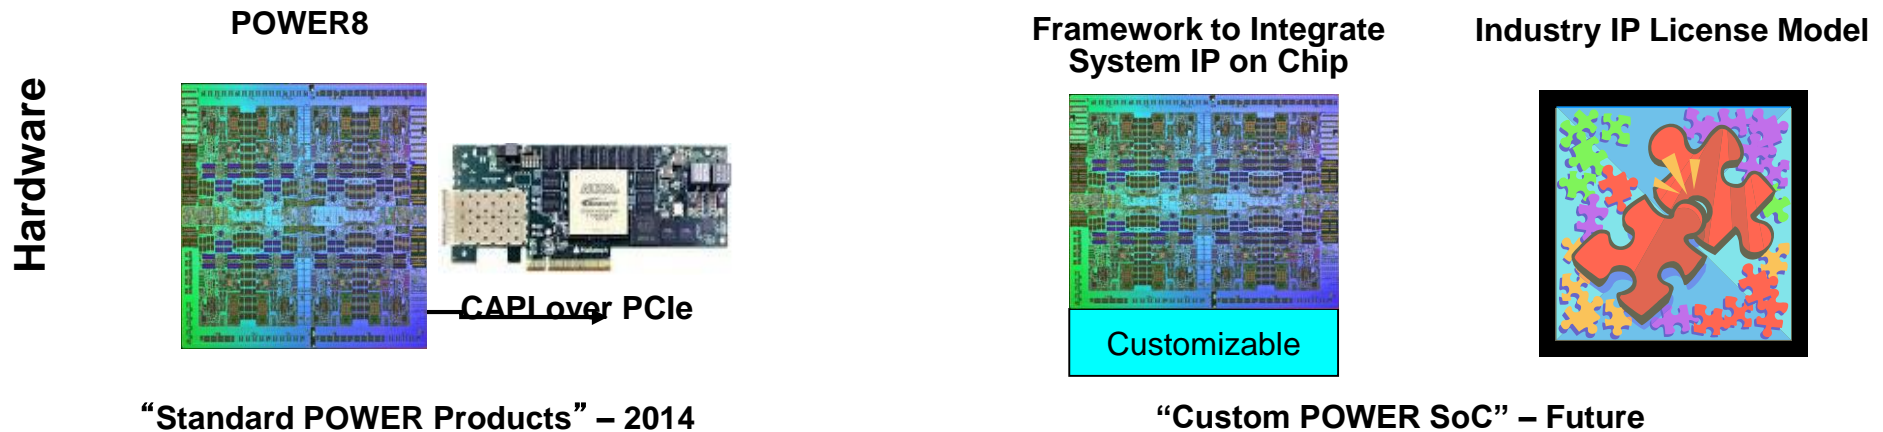 Hardware
POWER8
CAPI over PCIe
“Standard POWER Products” – 2014
Framework to Integrate
System IP on Chip
Customizable
Industry IP License Model
“Custom POWER SoC” – Future